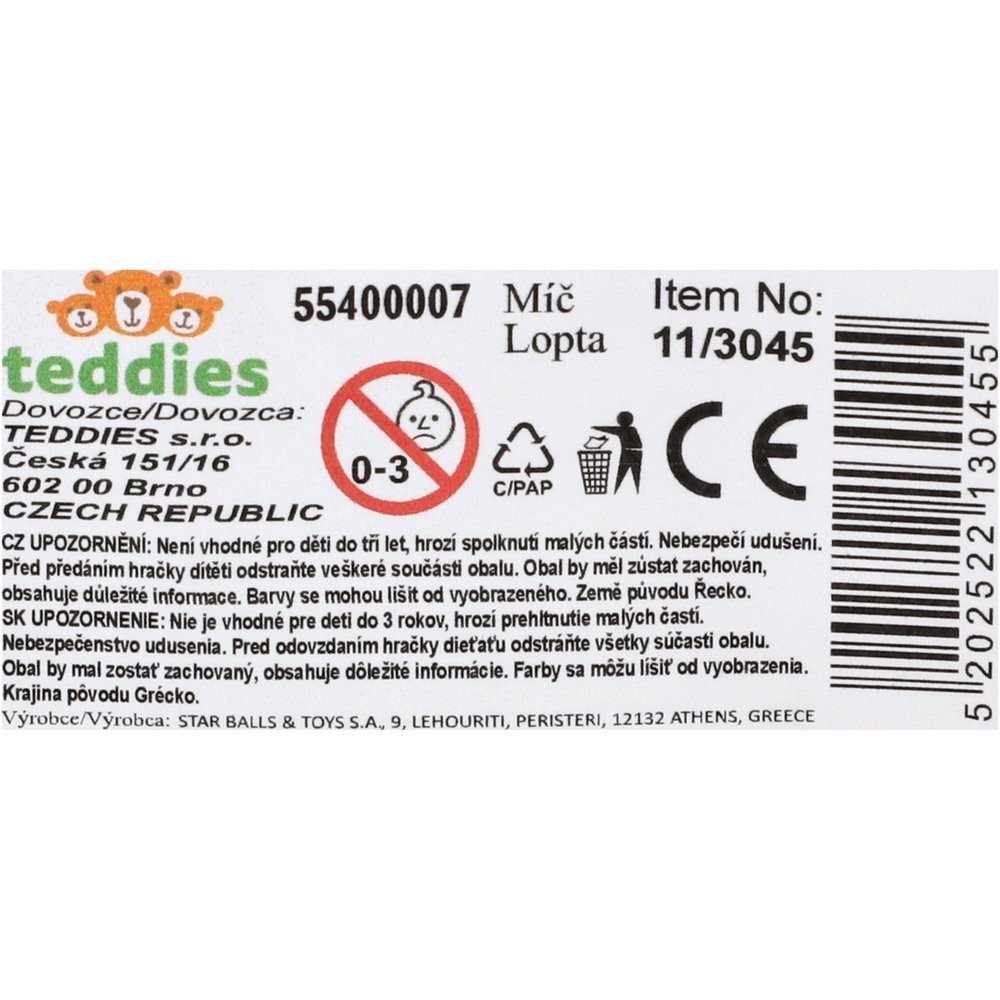 teddies
55400007
Míč
Lopta
Item No:
11/3045
Dovozce/Dovozca:
TEDDIES s.r.o.
Česká 151/16
602 00 Brno
CZECH REPUBLIC
0-3
C/PAP
CE
CZ UPOZORNĚNÍ: Není vhodné pro děti do tří let, hrozí spolknutí malých částí. Nebezpečí udušení.
Před předáním hračky dítěti odstraňte veškeré součásti obalu. Obal by měl zůstat zachován,
obsahuje důležité informace. Barvy se mohou lišit od vyobrazeného. Země původu Řecko.
SK UPOZORNENIE: Nie je vhodné pre deti do 3 rokov, hrozí prehltnutie malých častí.
Nebezpečenstvo udusenia. Pred odovzdaním hračky dieťaťu odstráňte všetky súčasti obalu.
Obal by mal zostať zachovaný, obsahuje dôležité informácie. Farby sa môžu líšiť od vyobrazenia.
Krajina pôvodu Grécko.
Výrobce/Výrobca: STAR BALLS & TOYS S.A., 9, LEHOURITI, PERISTERI, 12132 ATHENS, GREECE
5 202522 130455